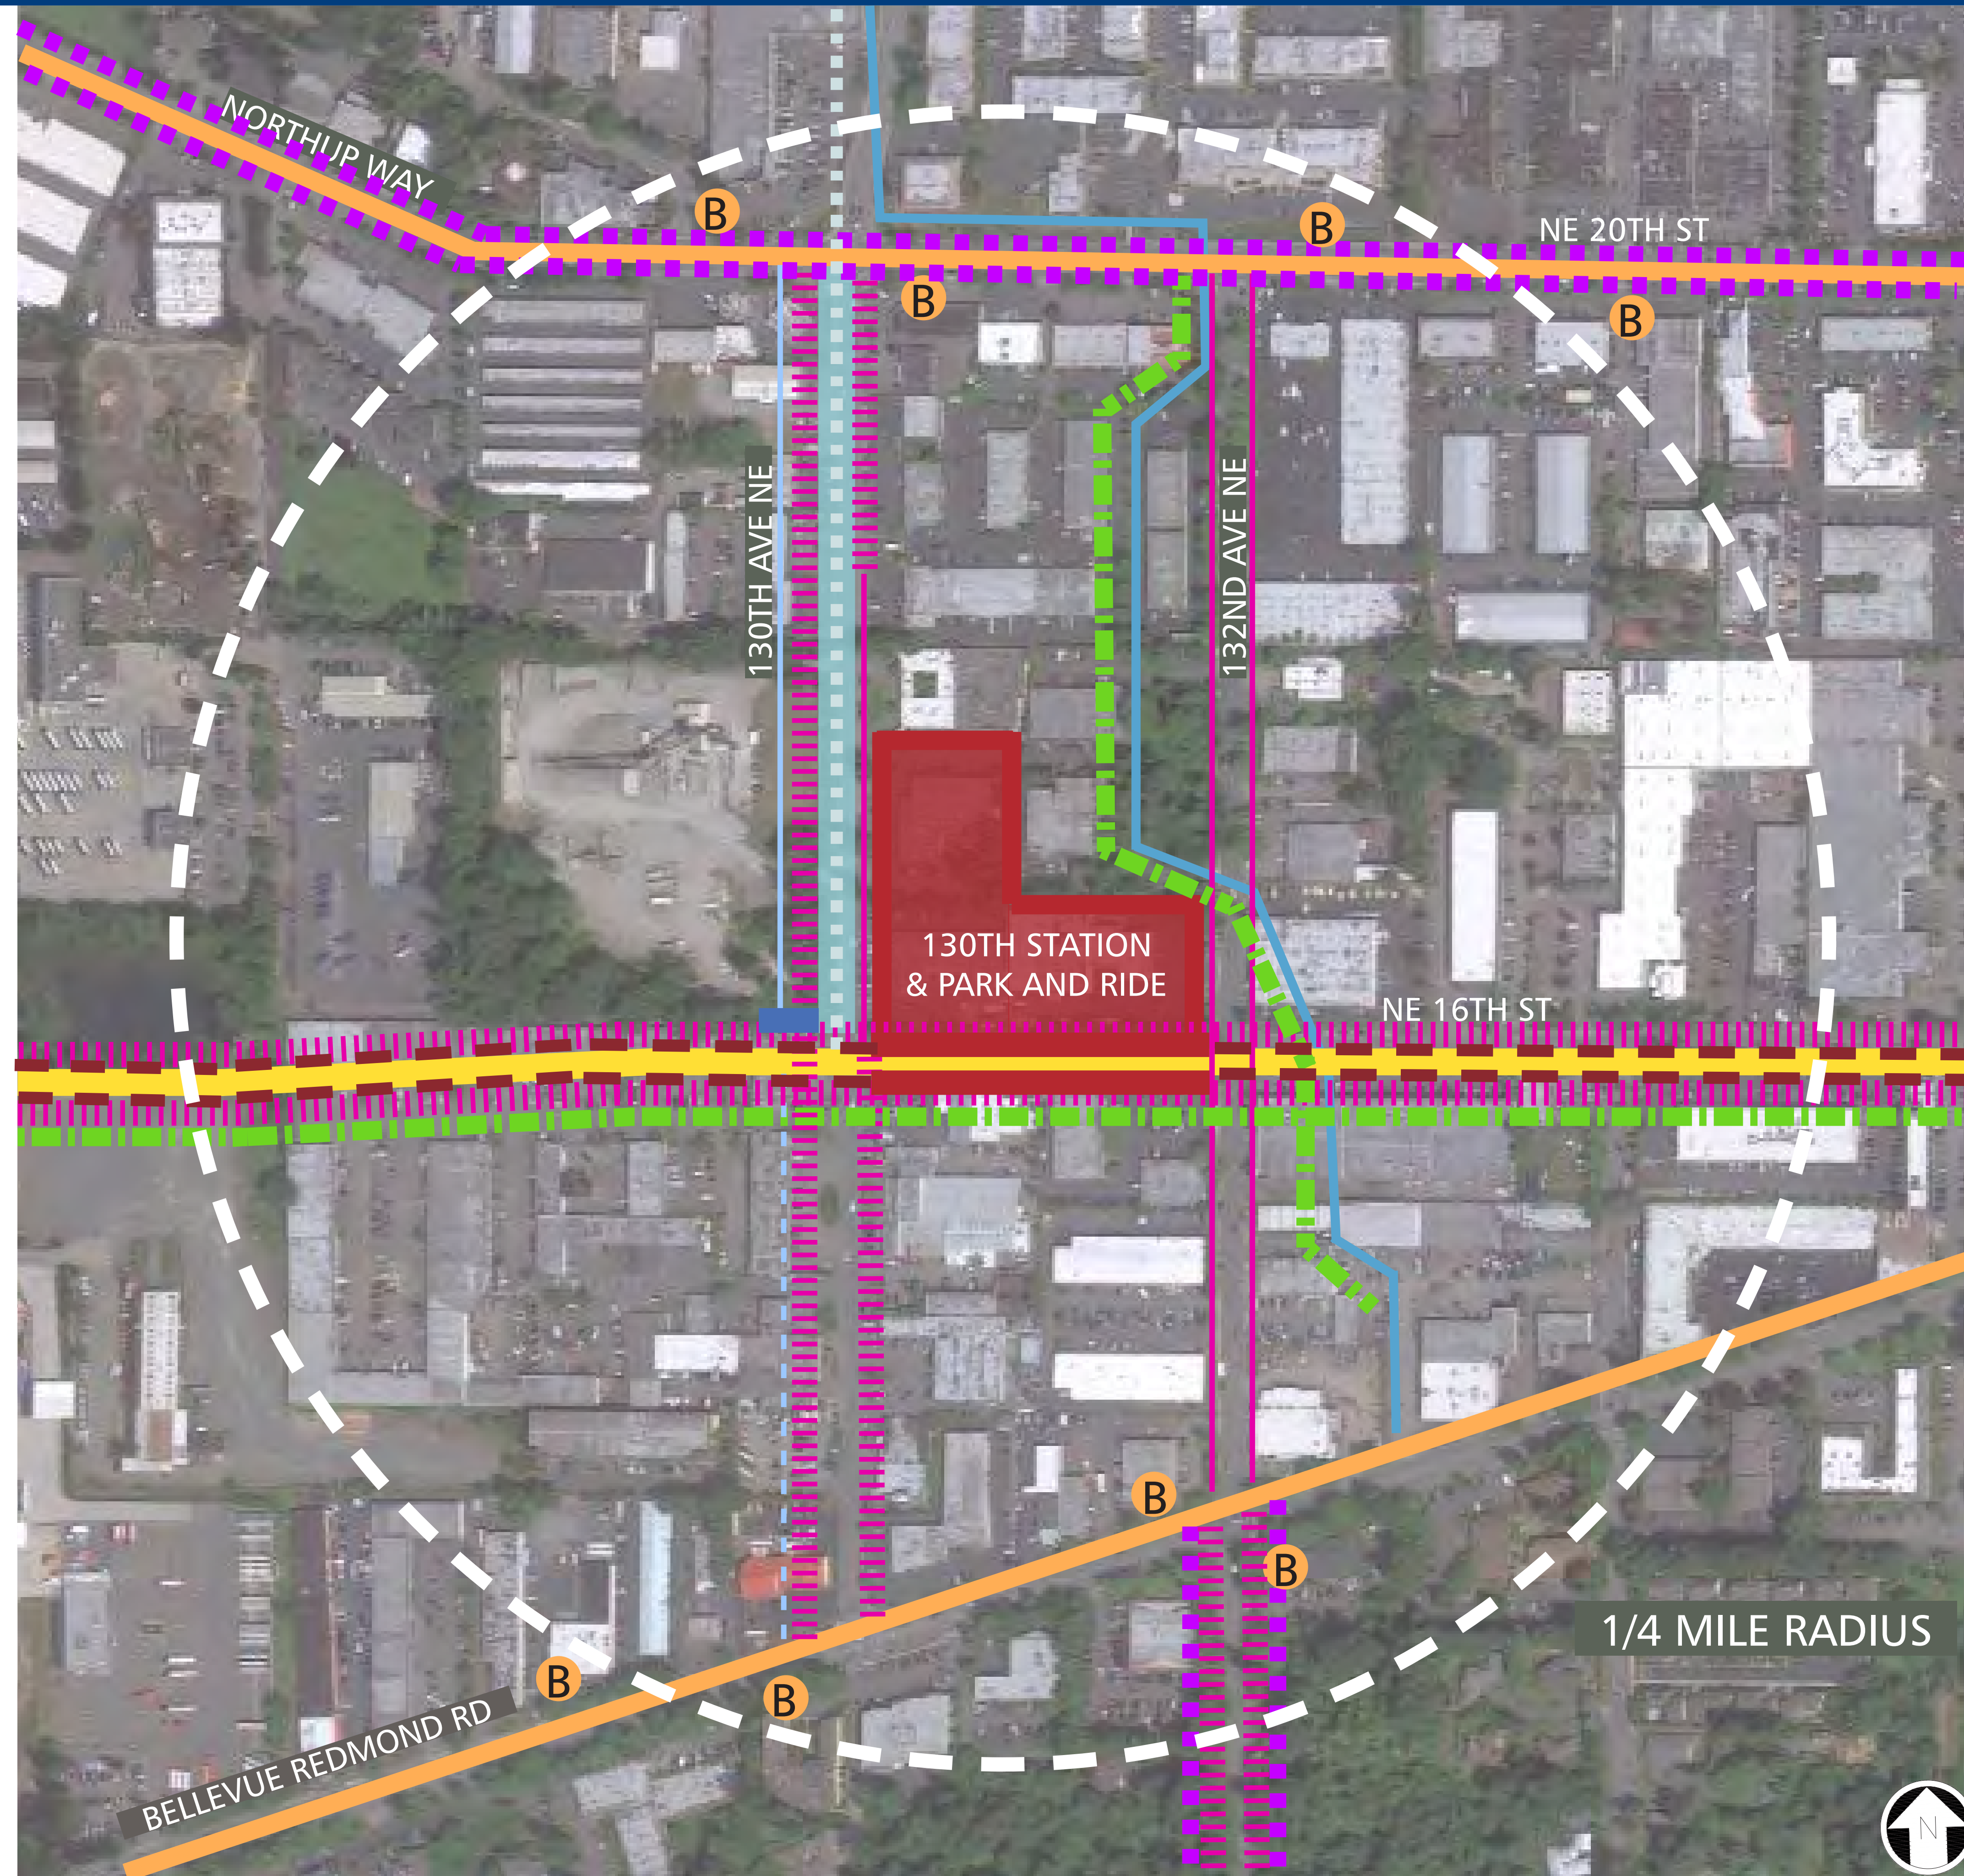 NORTHUP WAY
B
B
NE 20TH ST
B
B
130TH AVE NE
132ND AVE NE
130TH STATION
& PARK AND RIDE
NE 16TH ST
B
B
1/4 MILE RADIUS
B
B
BELLEVUE REDMOND RD
N